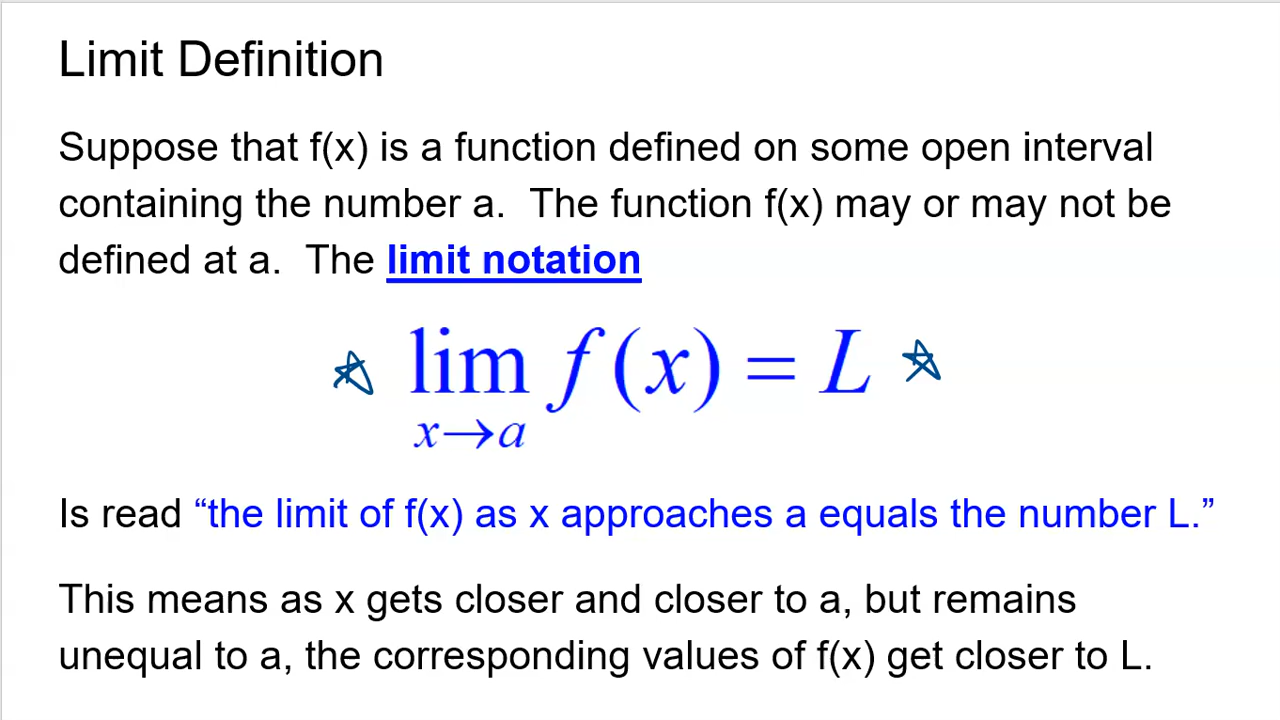 Limit Definition
Suppose that f(x) is a function defined on some open interval
containing the number a.  The function f(x) may or may not be
defined at a.  The limit notation
lim f(x) = L
x→a
Is read “the limit of f(x) as x approaches a equals the number L.”
This means as x gets closer and closer to a, but remains
unequal to a, the corresponding values of f(x) get closer to L.